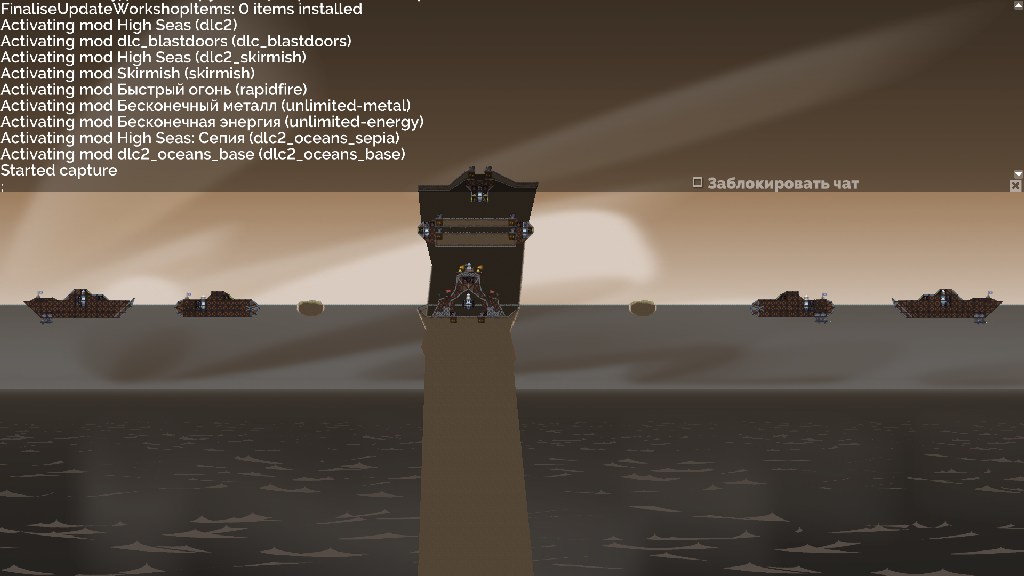 FinaliseUpdateWorkshopItems: 0 items installed
Activating mod High Seas (dlc2)
Activating mod dlc_blastdoors (dlc_blastdoors)
Activating mod High Seas (dlc2_skirmish)
Activating mod Skirmish (skirmish)
Activating mod Быстрый огонь (rapidfire)
Activating mod Бесконечный металл (unlimited-metal)
Activating mod Бесконечная энергия (unlimited-energy)
Activating mod High Seas: Сепия (dlc2_oceans_sepia)
Activating mod dlc2_oceans_base (dlc2_oceans_base)
Started capture
Заблокировать чат